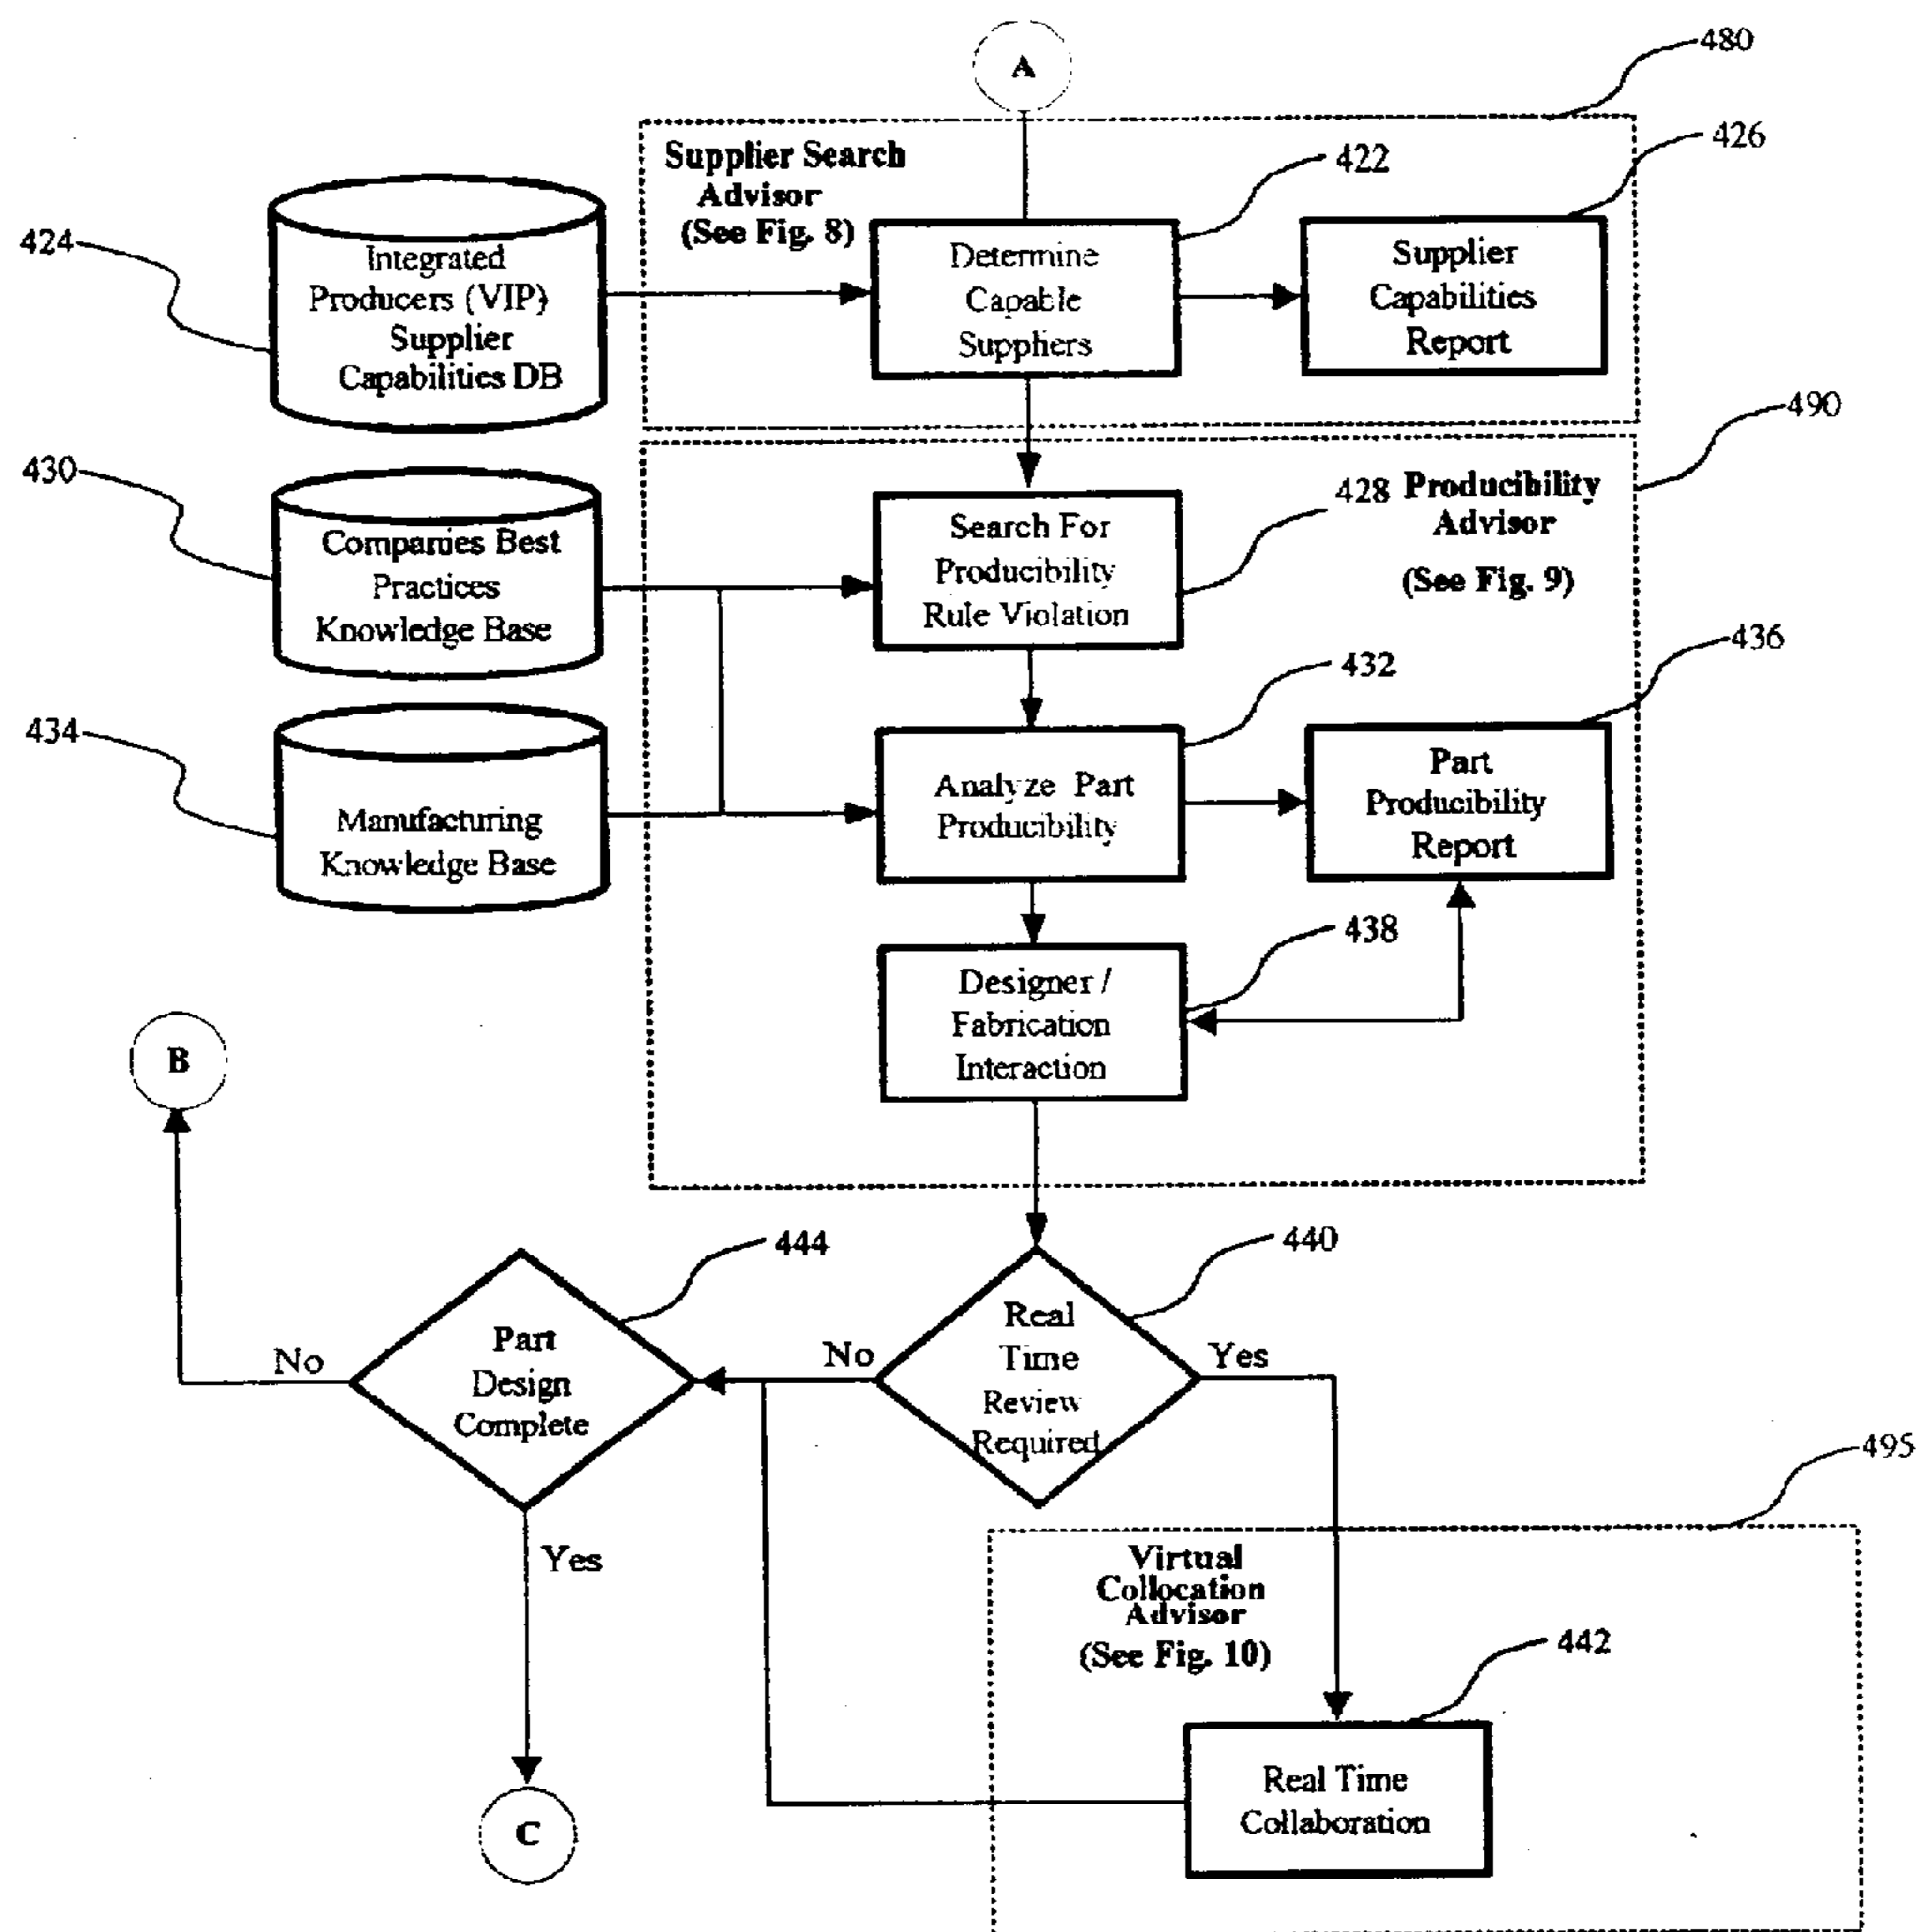 A
480
Supplier Search
Advisor
(See Fig. 8)
422
426
424
Integrated
Producers (VIP)
Supplier
Capabilities DB
Determine
Capable
Suppliers
Supplier
Capabilities
Report
490
430
Companies Best
Practices
Knowledge Base
Search For
Producibility
Rule Violation
428
Producibility
Advisor
(See Fig. 9)
432
436
434
Manufacturing
Knowledge Base
Analyze Part
Producibility
Part
Producibility
Report
438
Designer /
Fabrication
Interaction
B
444
440
Part
Design
Complete
No
No
Real
Time
Review
Required
Yes
495
Yes
Virtual
Collocation
Advisor
(See Fig. 10)
442
Real Time
Collaboration
C